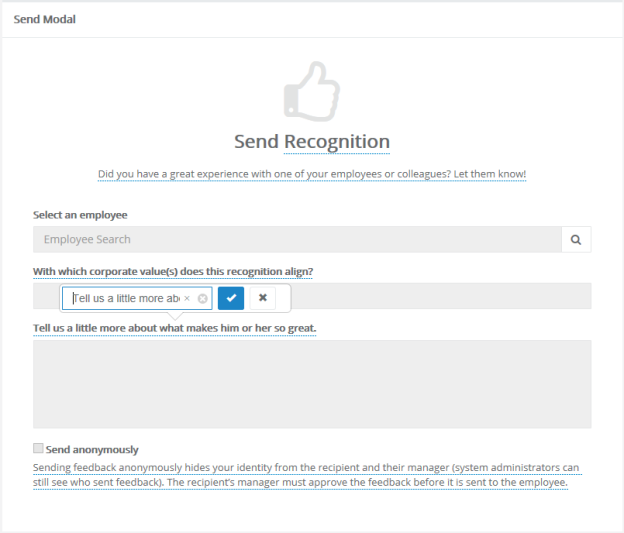 Send Modal
Send Recognition
Did you have a great experience with one of your employees or colleagues? Let them know!
Select an employee
Employee Search
With which corporate value(s) does this recognition align?
Tell us a little more ab
Tell us a little more about what makes him or her so great.
Send anonymously
Sending feedback anonymously hides your identity from the recipient and their manager (system administrators can
still see who sent feedback). The recipient's manager must approve the feedback before it is sent to the employee.